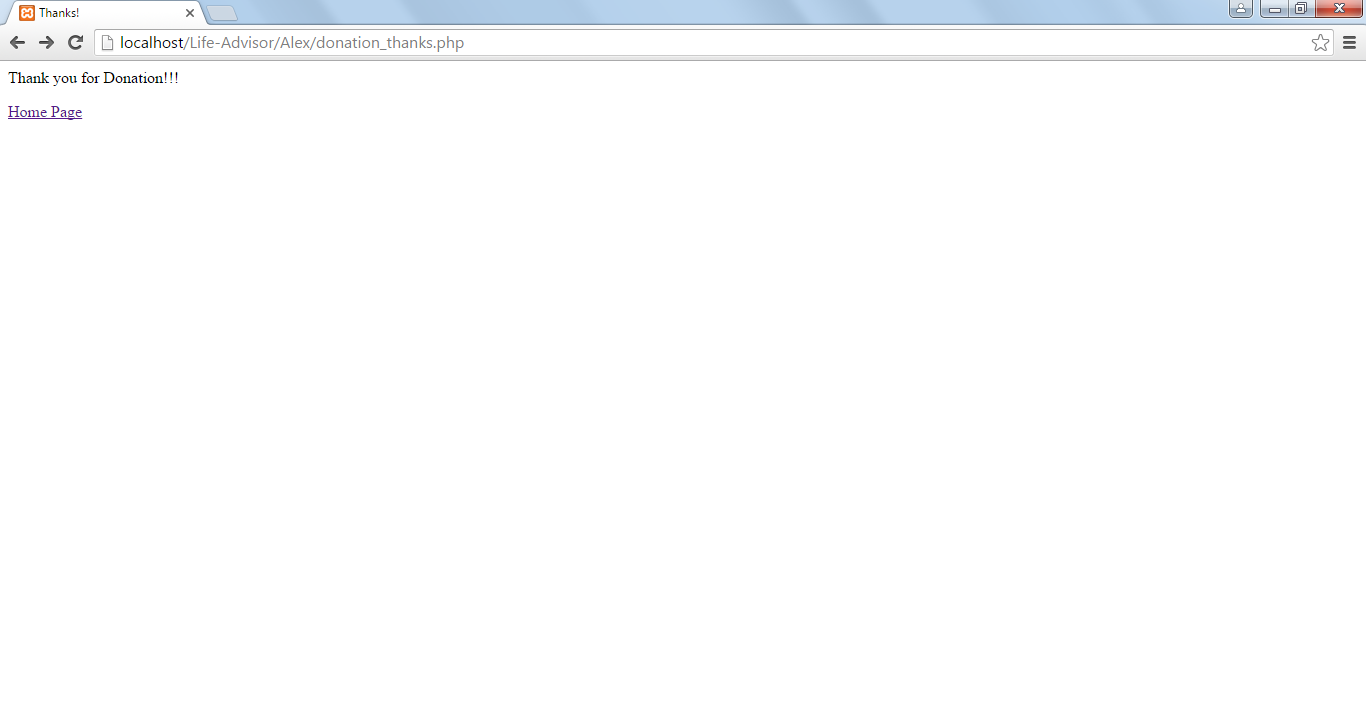 Thanks!
localhost/Life-Advisor/Alex/donation_thanks.php
Thank you for Donation!!!
Home Page